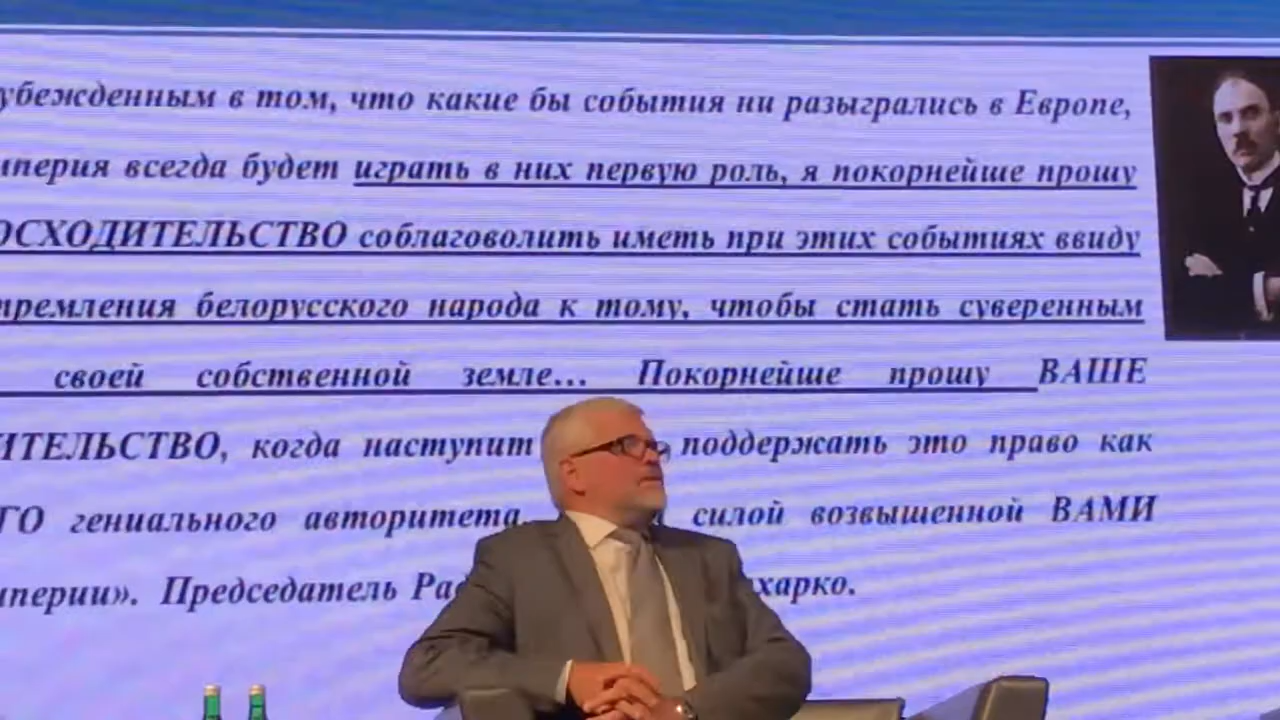 убежденным в том, что какие бы события ни разыгрались в Европе,
империя всегда будет играть в них первую роль, я покорнейше прошу
ОСХОДИТЕЛЬСТВО соблаговолить иметь при этих событиях ввиду
тремления белорусского народа к тому, чтобы стать суверенным
своей собственной земле... Покорнейше прошу ВАШЕ
ИТЕЛЬСТВО, когда наступит поддержать это право как
ГО гениального авторитета, силой возвышенной ВАМИ
мперии». Председатель Рад харко.